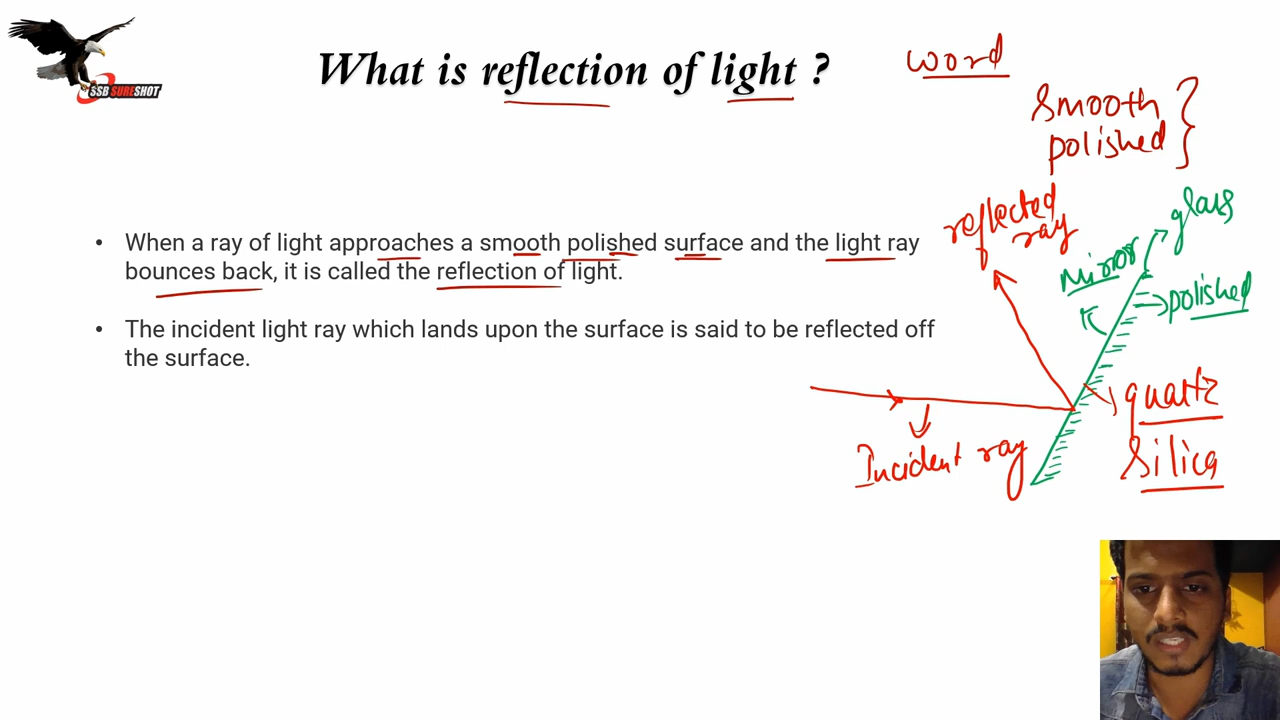 SSB SURESHOT
What is reflection of light ?
word
smooth
polished
When a ray of light approaches a smooth polished surface and the light ray
bounces back, it is called the reflection of light.
The incident light ray which lands upon the surface is said to be reflected off
the surface.
reflected
ray
Mirror
glass
polished
quartz
Silica
Incident ray